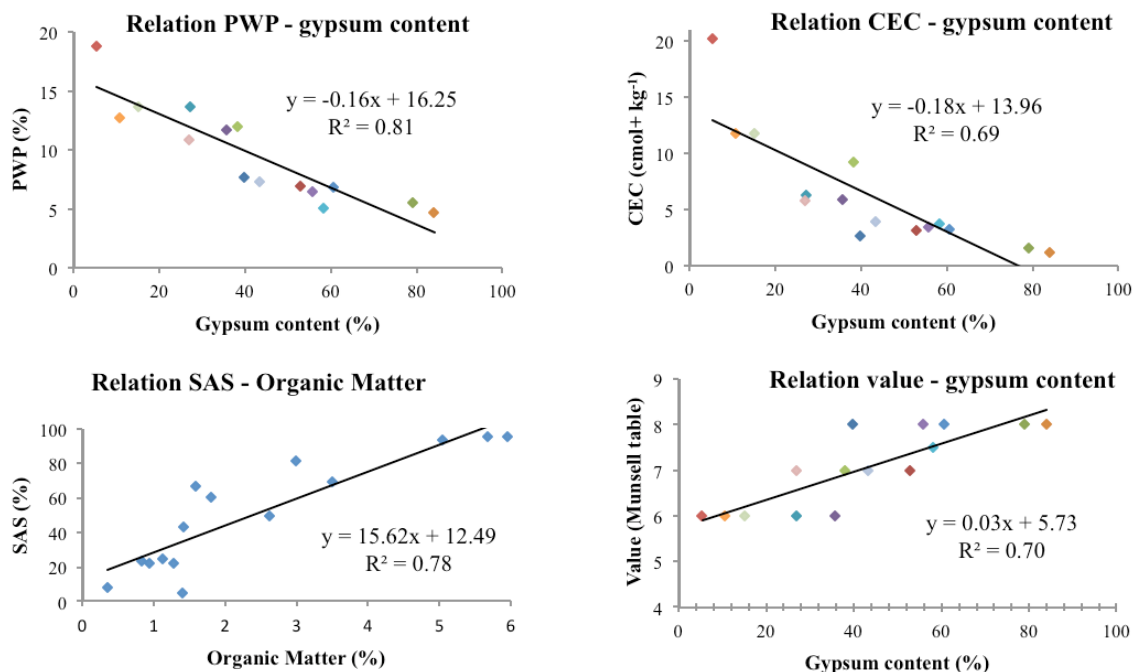 Relation PWP - gypsum content
20
15
10
5
0
PWP (%)
y = -0.16x + 16.25
R² = 0.81
0 20 40 60 80 100
Gypsum content (%)
Relation CEC - gypsum content
20
15
10
5
0
CEC (cmol+ kg⁻¹)
y = -0.18x + 13.96
R² = 0.69
0 20 40 60 80 100
Gypsum content (%)
Relation SAS - Organic Matter
100
80
60
40
20
0
SAS (%)
y = 15.62x + 12.49
R² = 0.78
0 1 2 3 4 5 6
Organic Matter (%)
Relation value - gypsum content
9
8
7
6
5
4
Value (Munsell table)
y = 0.03x + 5.73
R² = 0.70
0 20 40 60 80 100
Gypsum content (%)